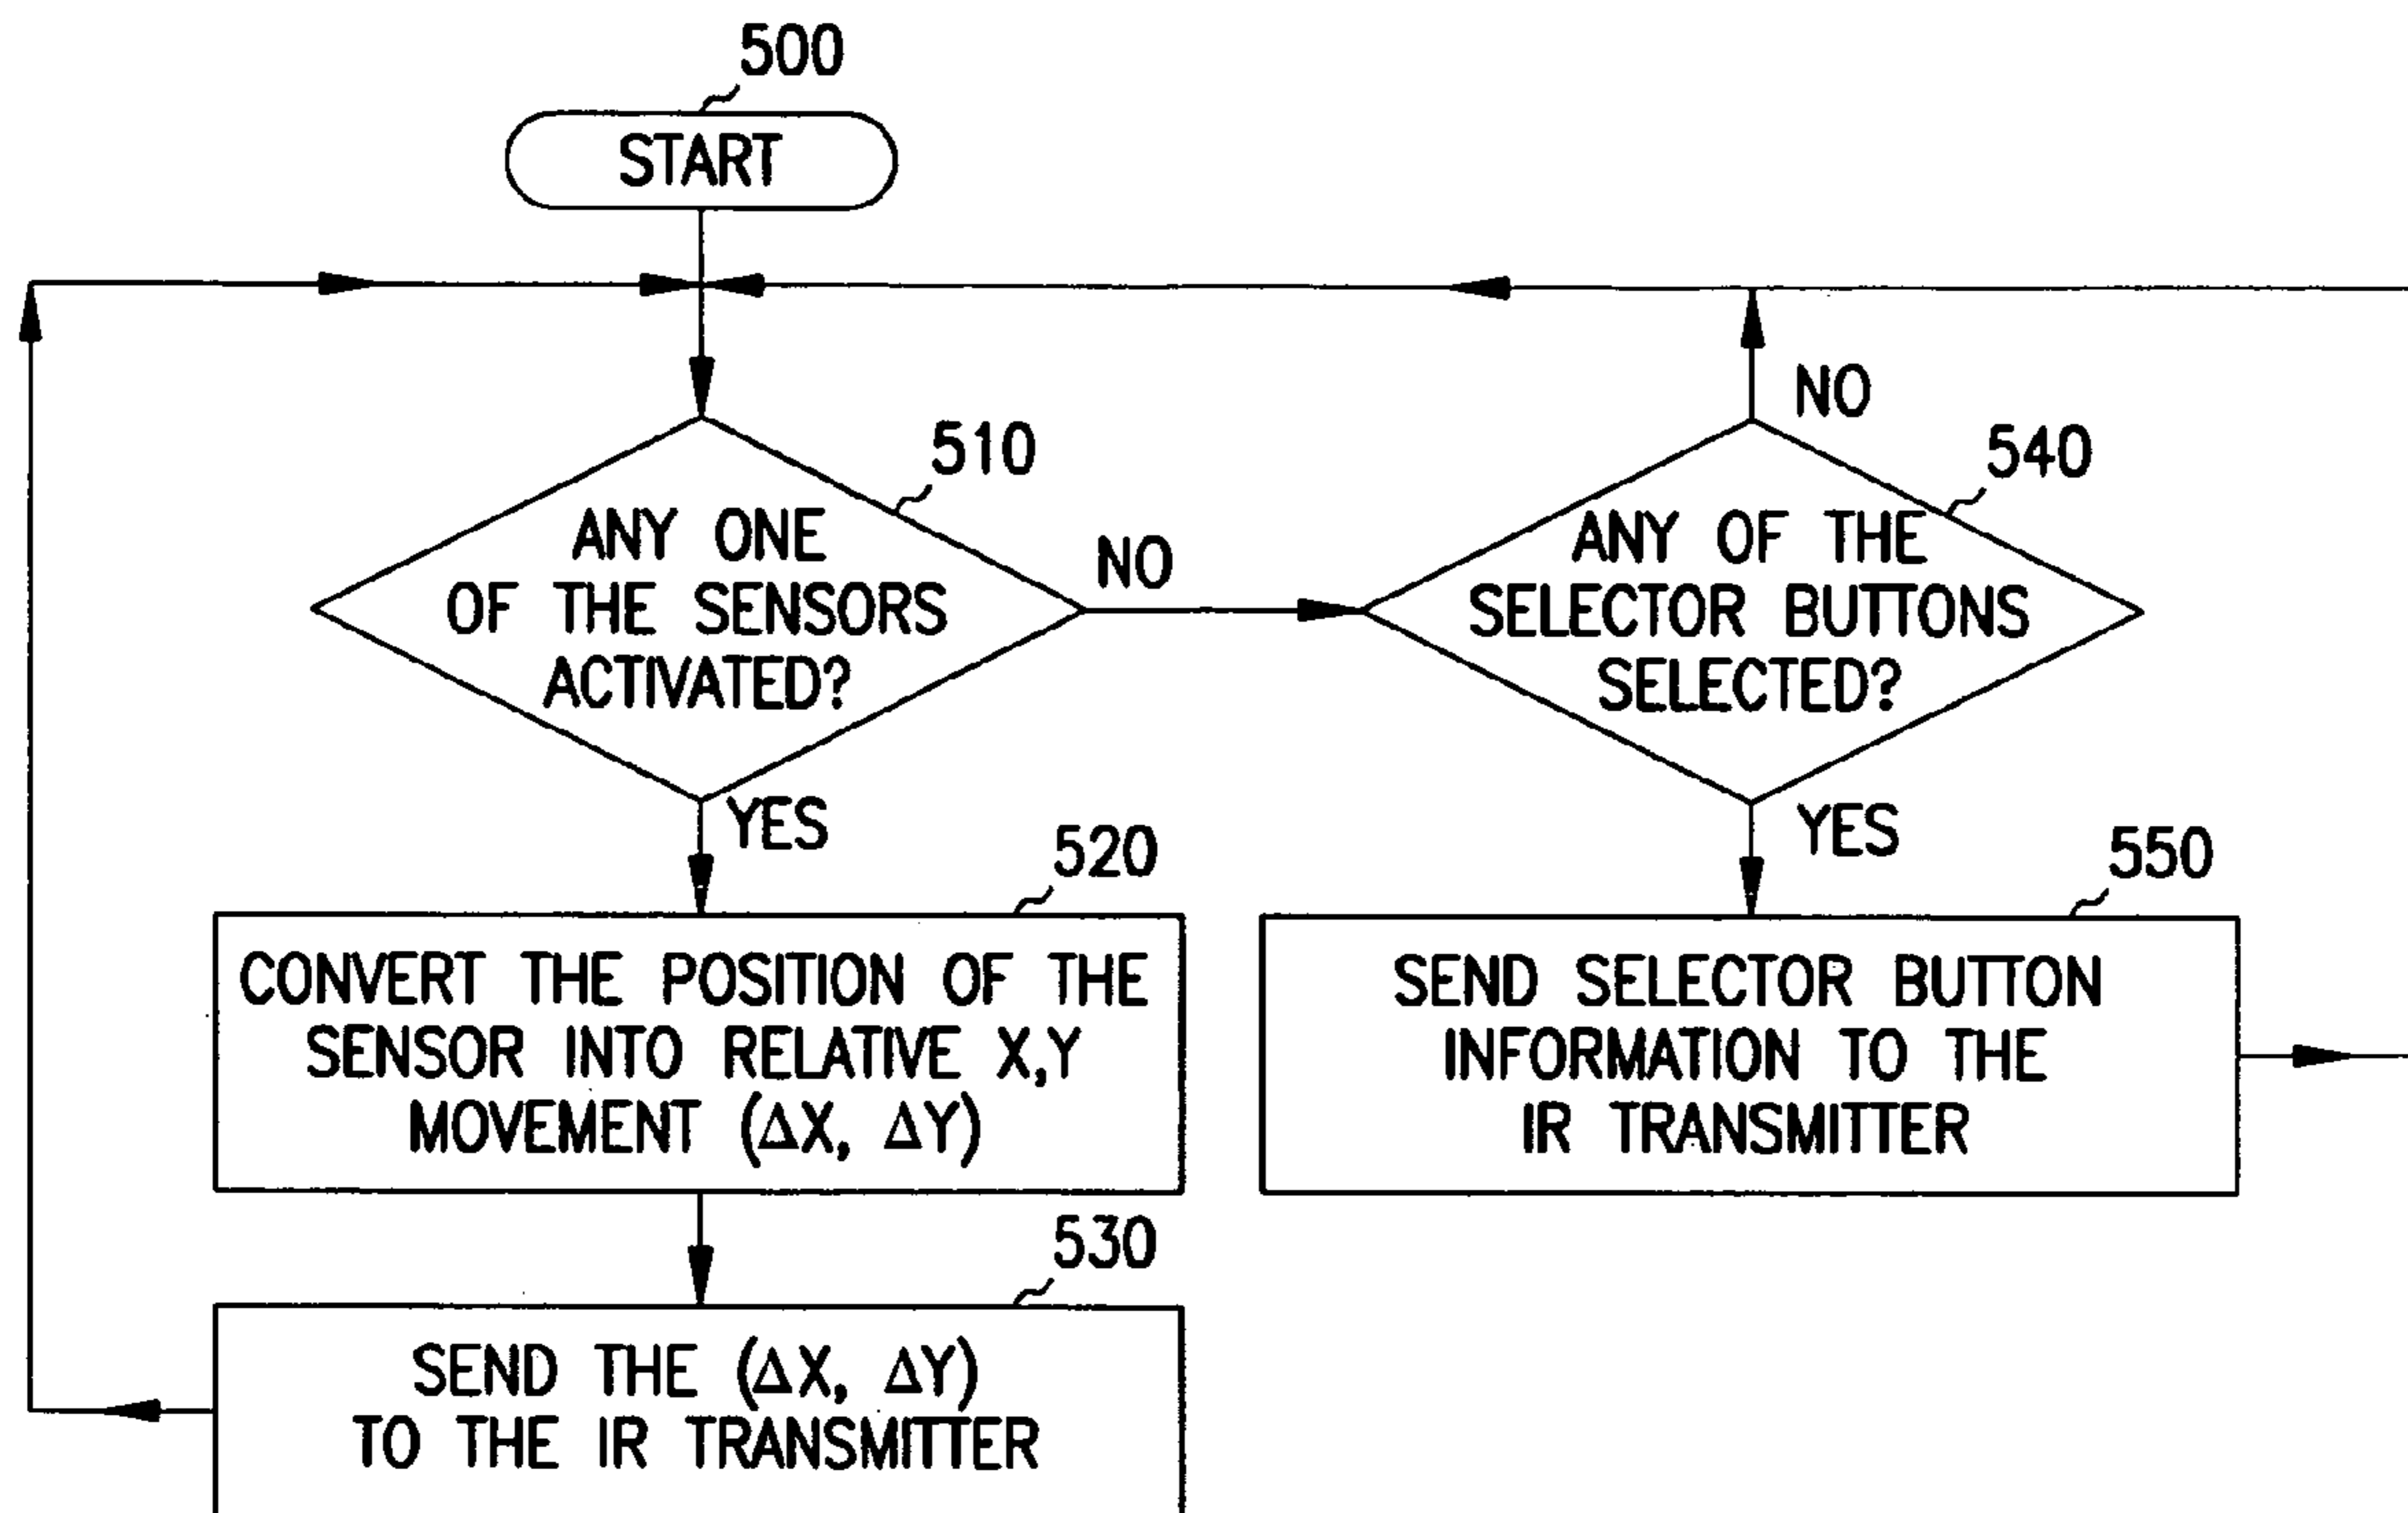 500
START
510
ANY ONE
OF THE SENSORS
ACTIVATED?
NO
540
ANY OF THE
SELECTOR BUTTONS
SELECTED?
NO
YES
520
CONVERT THE POSITION OF THE
SENSOR INTO RELATIVE X,Y
MOVEMENT (ΔX, ΔY)
YES
550
SEND SELECTOR BUTTON
INFORMATION TO THE
IR TRANSMITTER
530
SEND THE (ΔX, ΔY)
TO THE IR TRANSMITTER